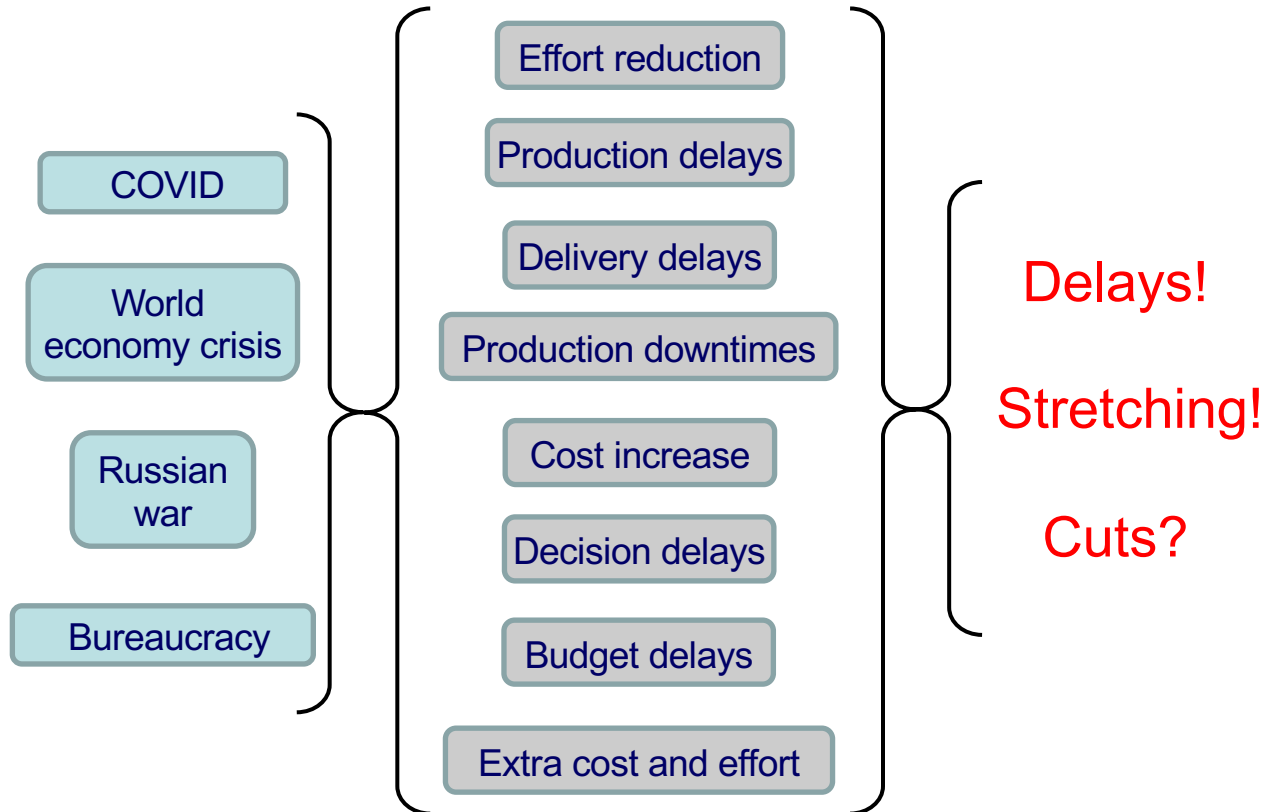 COVID
World
economy crisis
Russian
war
Bureaucracy
Effort reduction
Production delays
Delivery delays
Production downtimes
Cost increase
Decision delays
Budget delays
Extra cost and effort
Delays!
Stretching!
Cuts?